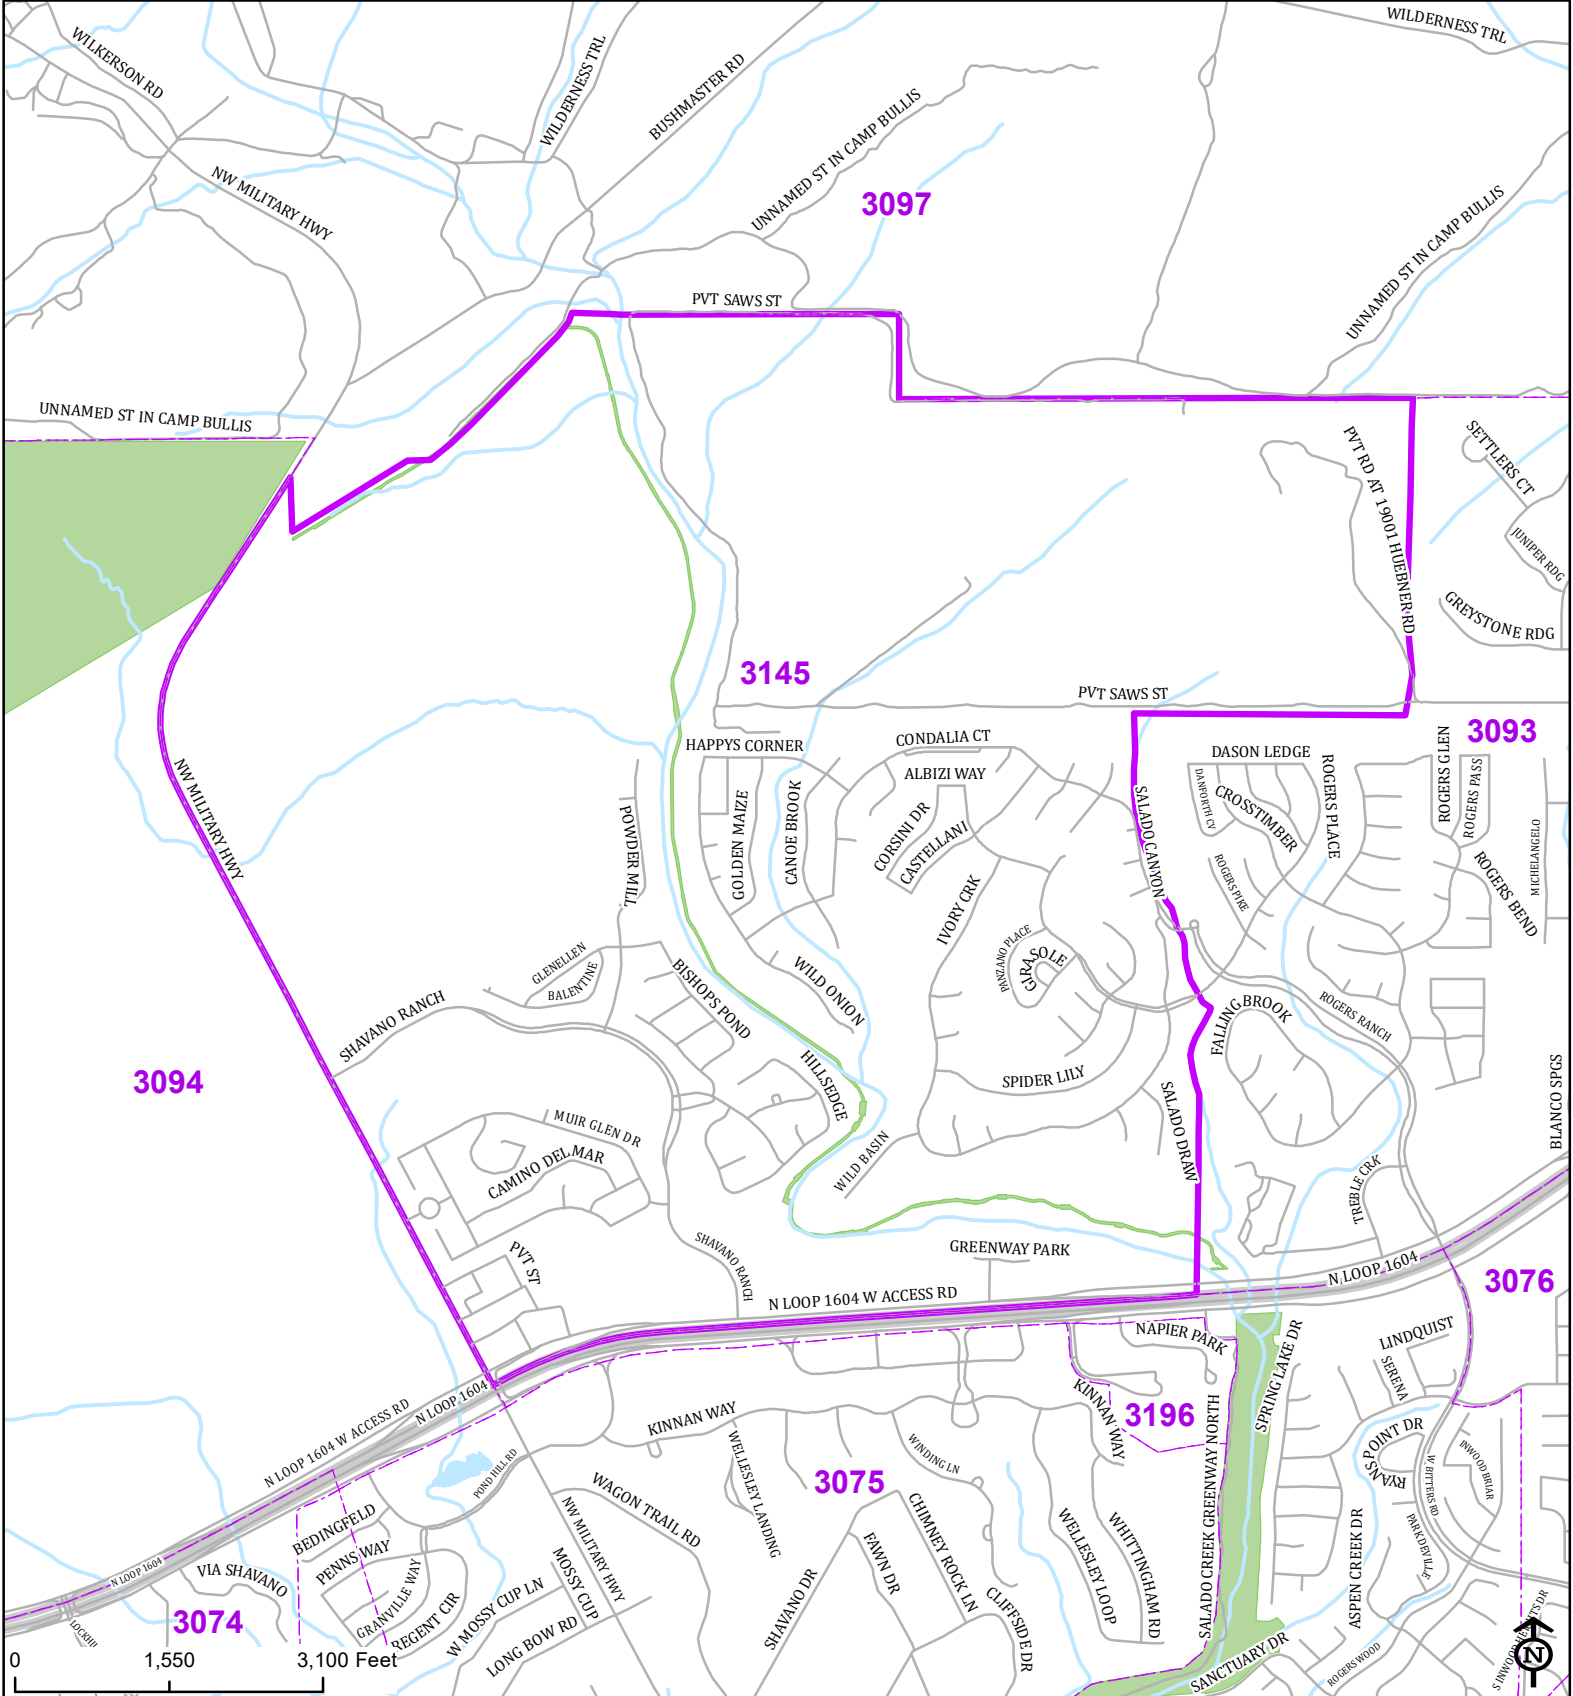 WILDERNESS TRL
WILKERSON RD
WILDERNESS TRL
BUSHMASTER RD
UNNAMED ST IN CAMP BULLIS
NW MILITARY HWY
3097
UNNAMED ST IN CAMP BULLIS
PVT SAWS ST
UNNAMED ST IN CAMP BULLIS
SETTLERS CT
PVT RD AT 19001 HUEBNER RD
JUNIPER RDG
GREYSTONE RDG
3145
PVT SAWS ST
3093
HAPPYS CORNER
CONDALIA CT
DASON LEDGE
ROGERS GLEN
ROGERS PASS
ROGERS PLACE
NW MILITARY HWY
POWDER MILL
GOLDEN MAIZE
CANOE BROOK
ALBIZI WAY
CORSINI DR
CASTELLANI
SALADO CANYON
DANFORTH CV
CROSSTIMBER
MICHELANGELO
ROGERS PIKE
ROGERS BEND
IVORY CRK
PANZANO PLACE
GIRASOLE
GLENELLEN
BALENTINE
BISHOPS POND
WILD ONION
SHAVANO RANCH
FALLING BROOK
ROGERS RANCH
3094
HILLSEDGE
SPIDER LILY
SALADO DRAW
BLANCO SPGS
MUIR GLEN DR
CAMINO DEL MAR
WILD BASIN
TREBLE CRK
PVT ST
SHAVANO RANCH
GREENWAY PARK
N LOOP 1604 W ACCESS RD
N LOOP 1604
3076
NAPIER PARK
SPRING LAKE DR
LINDQUIST
SERENA
N LOOP 1604 W ACCESS RD
N LOOP 1604
KINNAN WAY
KINNAN WAY
3196
WELLESLEY LANDING
WINDING LN
3075
RYANS POINT DR
INWOOD BRIAR
W. BITTERS RD
POND HILL RD
WAGON TRAIL RD
NW MILITARY HWY
CHIMNEY ROCK LN
WELLESLEY LOOP
WHITTINGHAM RD
SALADO CREEK GREENWAY NORTH
ASPEN CREEK DR
PARKDEVILLE
BEDINGFELD
PENNS WAY
N LOOP 1604
VIA SHAVANO
GRANVILLE WAY
REGENT CIR
W MOSSY CUP LN
MOSSY CUP
LONG BOW RD
SHAVANO DR
FAWN DR
CLIFFSIDE DR
SANCTUARY DR
ROGERS WOOD
S INWOOD HEIGHTS DR
LOCKHI
3074
0 1,550 3,100 Feet
N